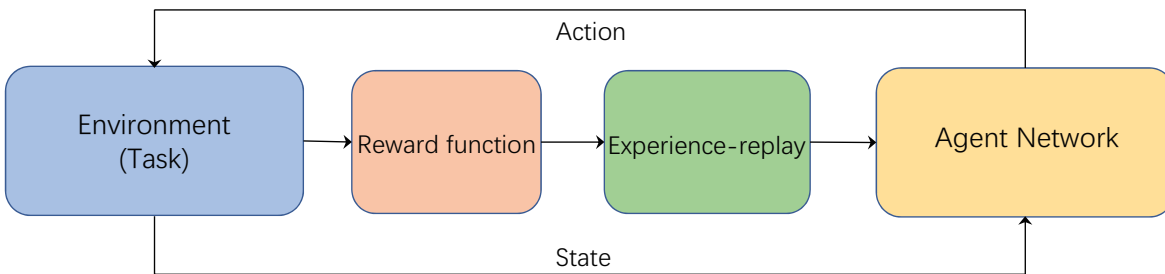 Action
Environment
(Task)
Reward function
Experience-replay
Agent Network
State